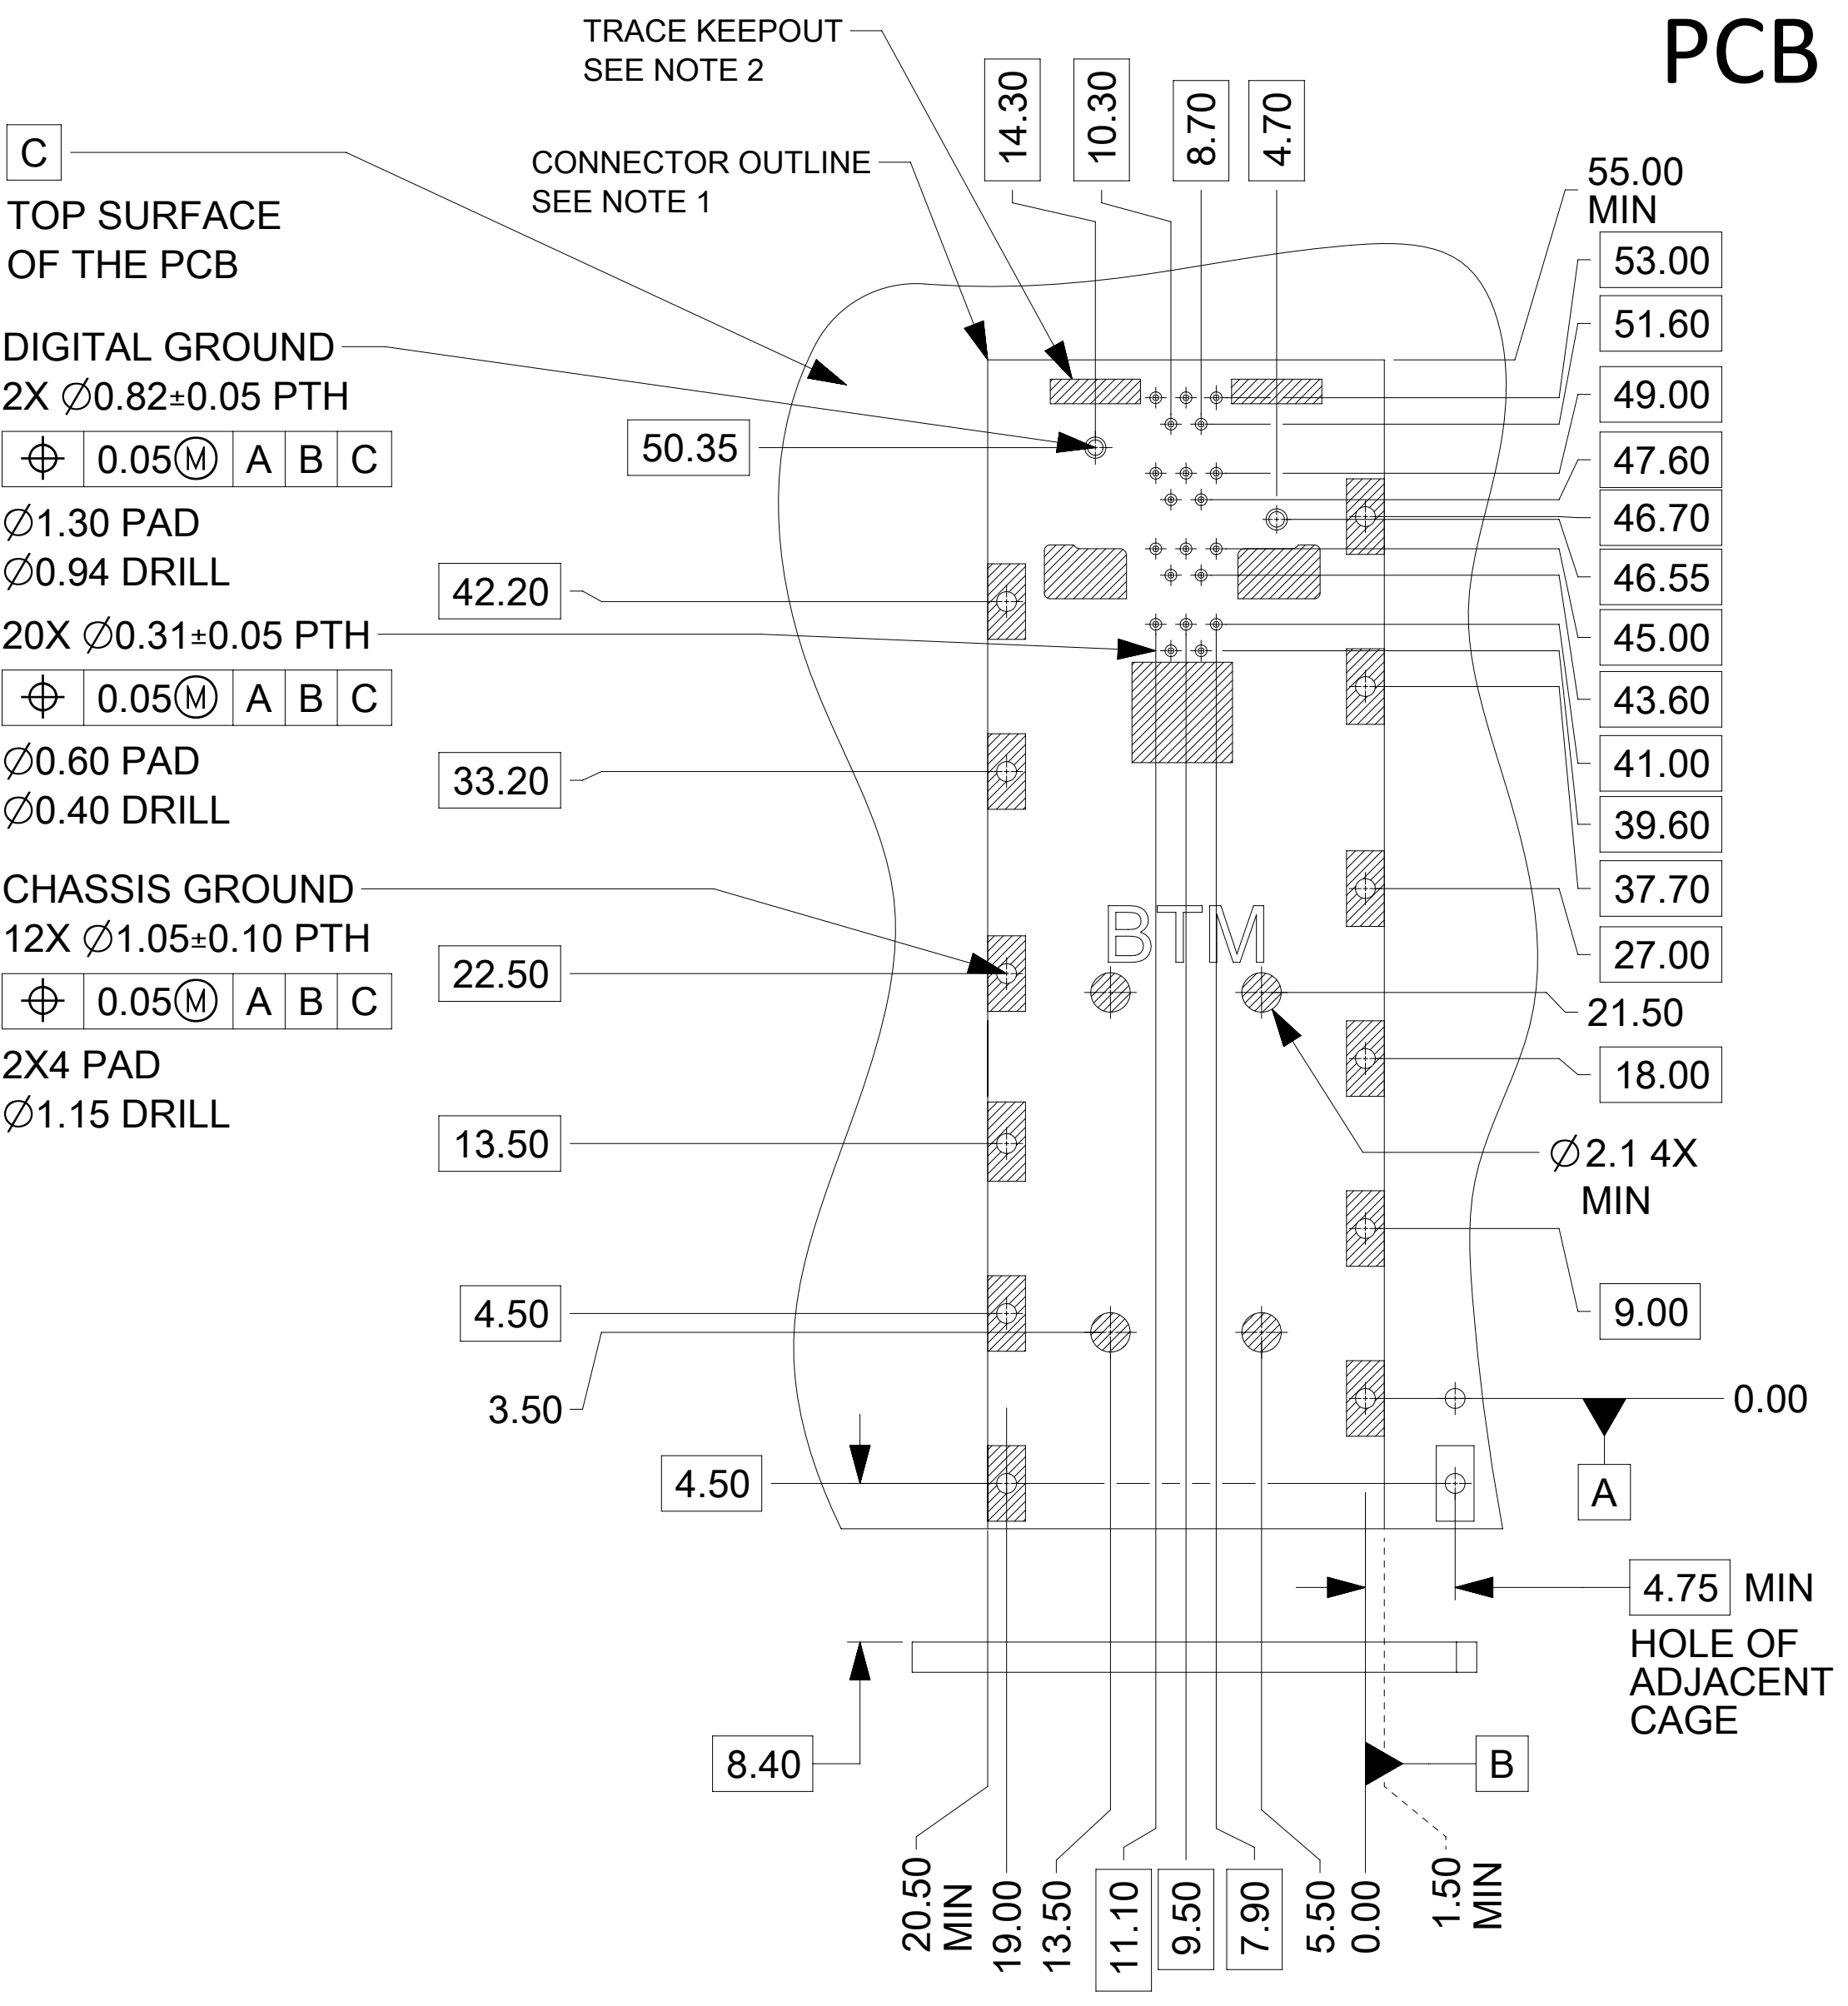 PCB
TRACE KEEPOUT
SEE NOTE 2
CONNECTOR OUTLINE
SEE NOTE 1
14.30
10.30
8.70
4.70
C
TOP SURFACE
OF THE PCB
DIGITAL GROUND
2X ∅0.82±0.05 PTH
⌖ 0.05Ⓜ A B C
∅1.30 PAD
∅0.94 DRILL
20X ∅0.31±0.05 PTH
⌖ 0.05Ⓜ A B C
∅0.60 PAD
∅0.40 DRILL
CHASSIS GROUND
12X ∅1.05±0.10 PTH
⌖ 0.05Ⓜ A B C
2X4 PAD
∅1.15 DRILL
50.35
42.20
33.20
22.50
13.50
4.50
3.50
4.50
8.40
BTM
55.00
MIN
53.00
51.60
49.00
47.60
46.70
46.55
45.00
43.60
41.00
39.60
37.70
27.00
21.50
18.00
∅2.1 4X
MIN
9.00
0.00
A
4.75 MIN
HOLE OF
ADJACENT
CAGE
B
20.50
MIN
19.00
13.50
11.10
9.50
7.90
5.50
0.00
1.50
MIN